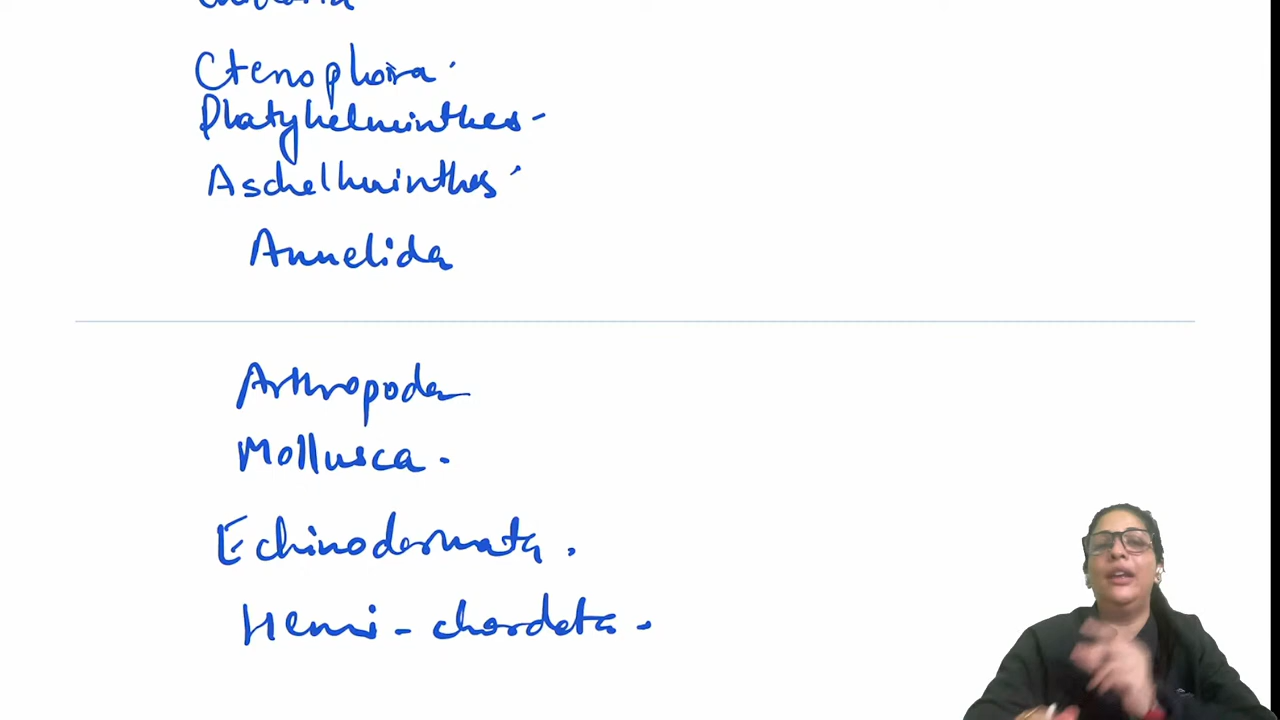 Ctenophora.
Platyhelminthes -
Aschelminthes.
Annelida
Arthropoda
Mollusca.
Echinodermata.
Hemi-chordata.